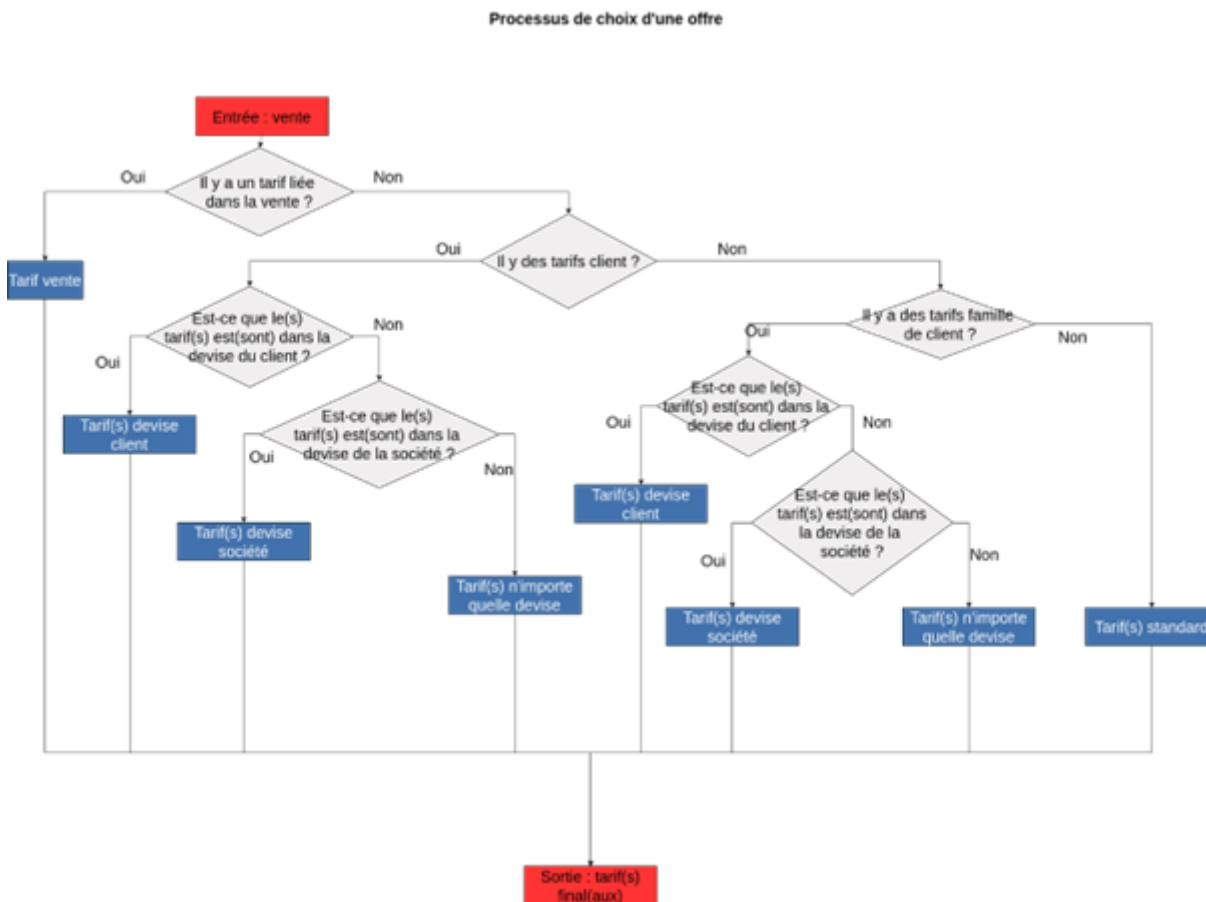 Processus de choix d'une offre
Entrée : vente
Oui
Il y a un tarif liée
dans la vente ?
Non
Tarif vente
Oui
Il y des tarifs client ?
Non
Est-ce que le(s)
tarif(s) est(sont) dans la
devise du client ?
Non
Oui
Tarif(s) devise
client
Est-ce que le(s)
tarif(s) est(sont) dans la
devise de la société ?
Oui
Non
Tarif(s) devise
société
Tarif(s) n'importe
quelle devise
Il y a des tarifs famille
de client ?
Oui
Non
Est-ce que le(s)
tarif(s) est(sont) dans la
devise du client ?
Oui
Non
Tarif(s) devise
client
Est-ce que le(s)
tarif(s) est(sont) dans
la devise de la
société ?
Oui
Non
Tarif(s) devise
société
Tarif(s) n'importe
quelle devise
Tarif(s) standard
Sortie : tarif(s)
final(aux)